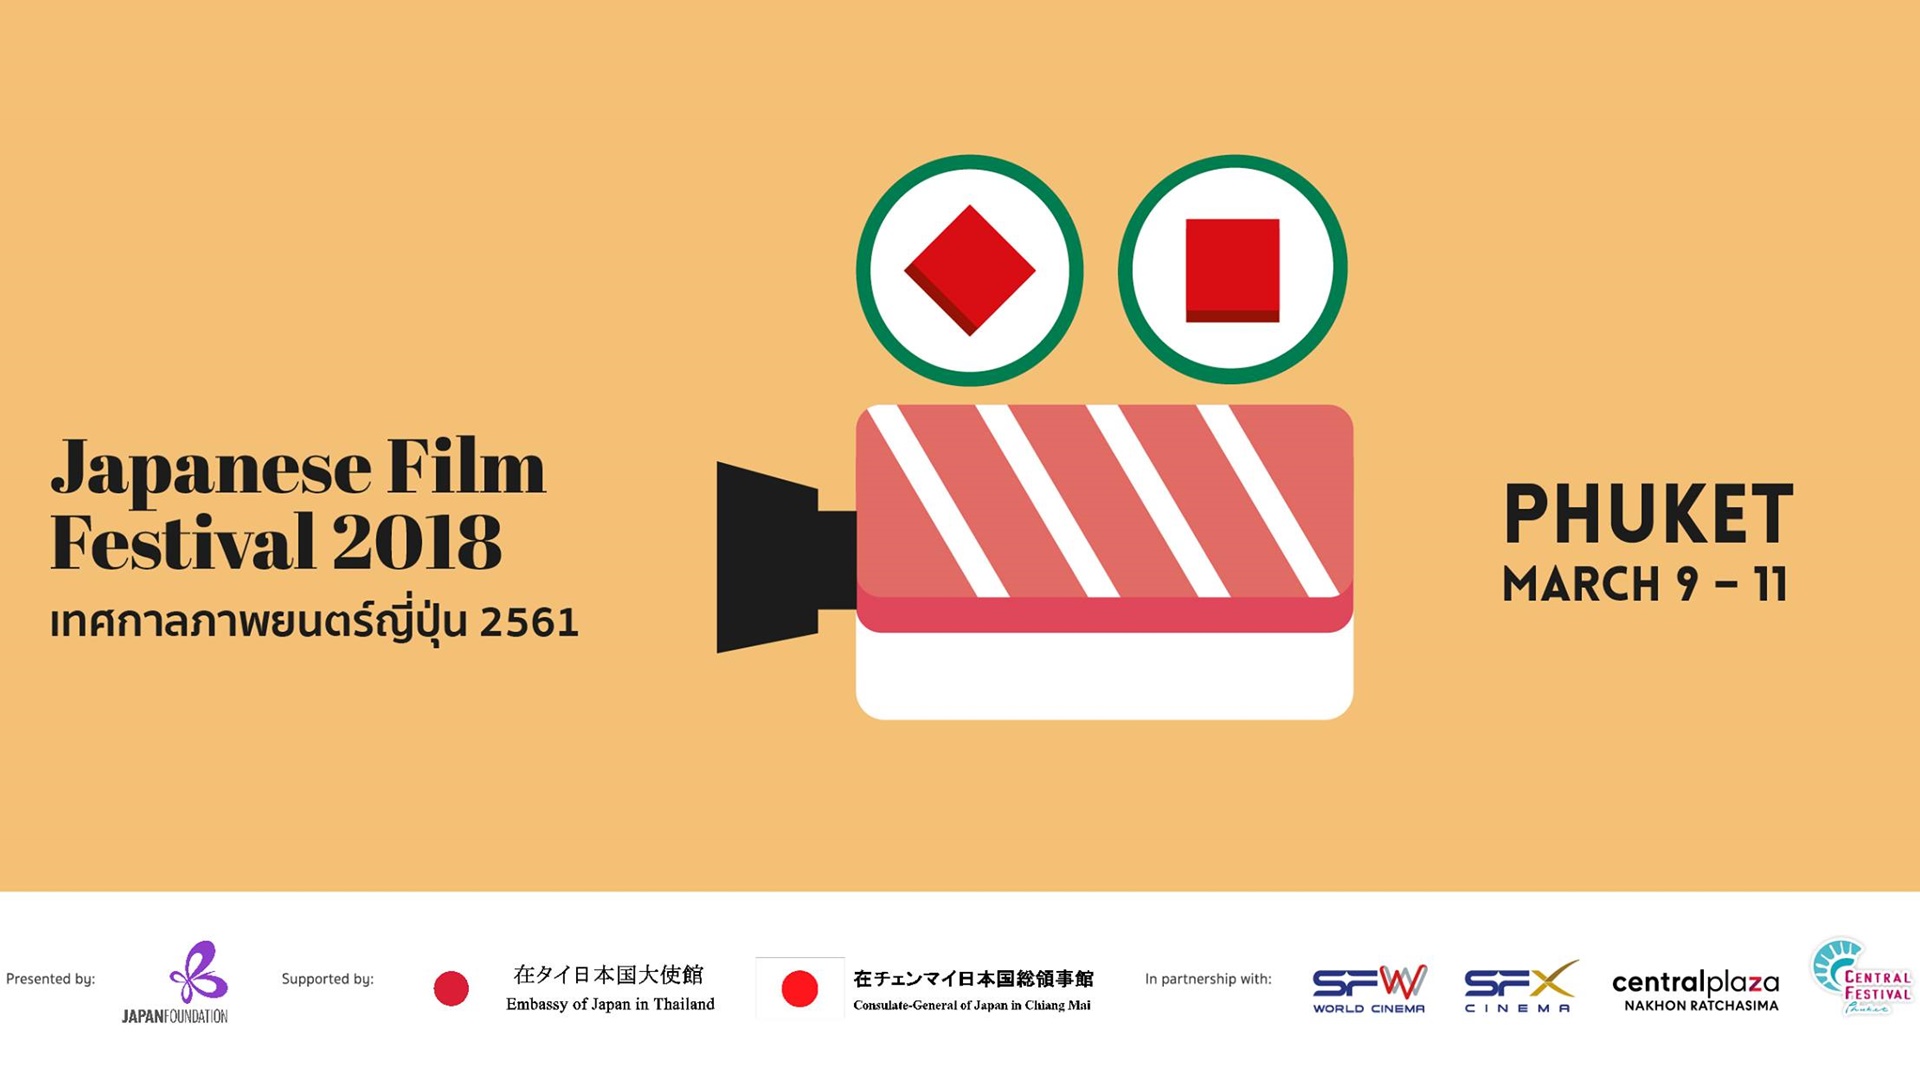 Japanese Film
Festival 2018
เทศกาลภาพยนตร์ญี่ปุ่น 2561
PHUKET
MARCH 9 – 11
Presented by:
JAPANFOUNDATION
Supported by:
在タイ日本国大使館
Embassy of Japan in Thailand
在チェンマイ日本国総領事館
Consulate-General of Japan in Chiang Mai
In partnership with:
SFW
WORLD CINEMA
SFX
CINEMA
centralplaza
NAKHON RATCHASIMA
CENTRAL
FESTIVAL
Phuket